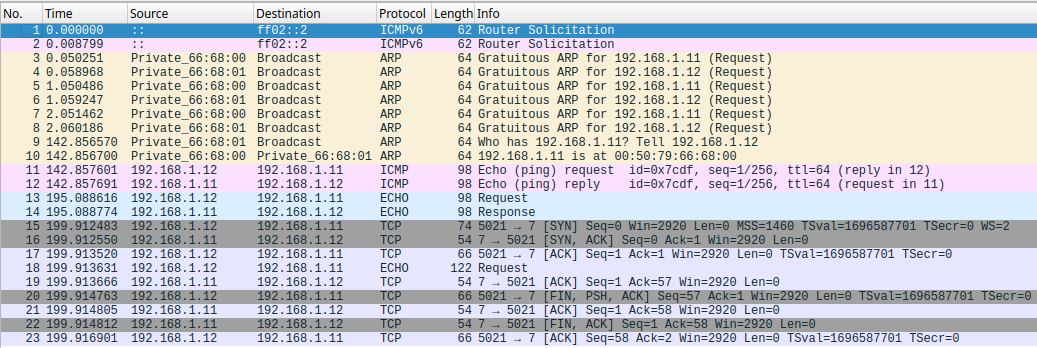 No. Time Source Destination Protocol Length Info
1 0.000000 :: ff02::2 ICMPv6 62 Router Solicitation
2 0.008799 :: ff02::2 ICMPv6 62 Router Solicitation
3 0.050251 Private_66:68:00 Broadcast ARP 64 Gratuitous ARP for 192.168.1.11 (Request)
4 0.058968 Private_66:68:01 Broadcast ARP 64 Gratuitous ARP for 192.168.1.12 (Request)
5 1.050486 Private_66:68:00 Broadcast ARP 64 Gratuitous ARP for 192.168.1.11 (Request)
6 1.059247 Private_66:68:01 Broadcast ARP 64 Gratuitous ARP for 192.168.1.12 (Request)
7 2.051462 Private_66:68:00 Broadcast ARP 64 Gratuitous ARP for 192.168.1.11 (Request)
8 2.060186 Private_66:68:01 Broadcast ARP 64 Gratuitous ARP for 192.168.1.12 (Request)
9 142.856570 Private_66:68:01 Broadcast ARP 64 Who has 192.168.1.11? Tell 192.168.1.12
10 142.856700 Private_66:68:00 Private_66:68:01 ARP 64 192.168.1.11 is at 00:50:79:66:68:00
11 142.857601 192.168.1.12 192.168.1.11 ICMP 98 Echo (ping) request id=0x7cdf, seq=1/256, ttl=64 (reply in 12)
12 142.857691 192.168.1.11 192.168.1.12 ICMP 98 Echo (ping) reply id=0x7cdf, seq=1/256, ttl=64 (request in 11)
13 195.088616 192.168.1.12 192.168.1.11 ECHO 98 Request
14 195.088774 192.168.1.11 192.168.1.12 ECHO 98 Response
15 199.912483 192.168.1.12 192.168.1.11 TCP 74 5021 → 7 [SYN] Seq=0 Win=2920 Len=0 MSS=1460 TSval=1696587701 TSecr=0 WS=2
16 199.912550 192.168.1.11 192.168.1.12 TCP 54 7 → 5021 [SYN, ACK] Seq=0 Ack=1 Win=2920 Len=0
17 199.913520 192.168.1.12 192.168.1.11 TCP 66 5021 → 7 [ACK] Seq=1 Ack=1 Win=2920 Len=0 TSval=1696587701 TSecr=0
18 199.913631 192.168.1.12 192.168.1.11 ECHO 122 Request
19 199.913666 192.168.1.11 192.168.1.12 TCP 54 7 → 5021 [ACK] Seq=1 Ack=57 Win=2920 Len=0
20 199.914763 192.168.1.12 192.168.1.11 TCP 66 5021 → 7 [FIN, PSH, ACK] Seq=57 Ack=1 Win=2920 Len=0 TSval=1696587701 TSecr=0
21 199.914805 192.168.1.11 192.168.1.12 TCP 54 7 → 5021 [ACK] Seq=1 Ack=58 Win=2920 Len=0
22 199.914812 192.168.1.11 192.168.1.12 TCP 54 7 → 5021 [FIN, ACK] Seq=1 Ack=58 Win=2920 Len=0
23 199.916901 192.168.1.12 192.168.1.11 TCP 66 5021 → 7 [ACK] Seq=58 Ack=2 Win=2920 Len=0 TSval=1696587701 TSecr=0